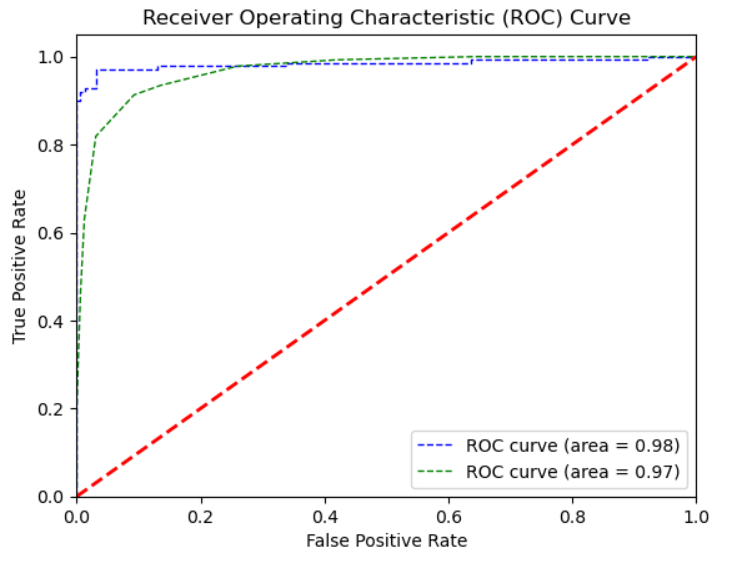 Receiver Operating Characteristic (ROC) Curve
1.0
0.8
0.6
0.4
0.2
0.0
True Positive Rate
ROC curve (area = 0.98)
ROC curve (area = 0.97)
0.0 0.2 0.4 0.6 0.8 1.0
False Positive Rate